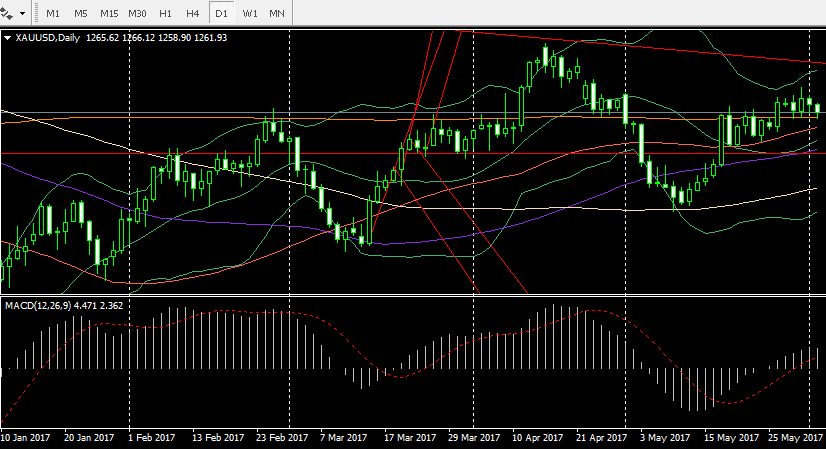 M1 M5 M15 M30 H1 H4 D1 W1 MN
XAUUSD,Daily 1265.62 1266.12 1258.90 1261.93
MACD(12,26,9) 4.471 2.362
10 Jan 2017 20 Jan 2017 1 Feb 2017 13 Feb 2017 23 Feb 2017 7 Mar 2017 17 Mar 2017 29 Mar 2017 10 Apr 2017 21 Apr 2017 3 May 2017 15 May 2017 25 May 2017